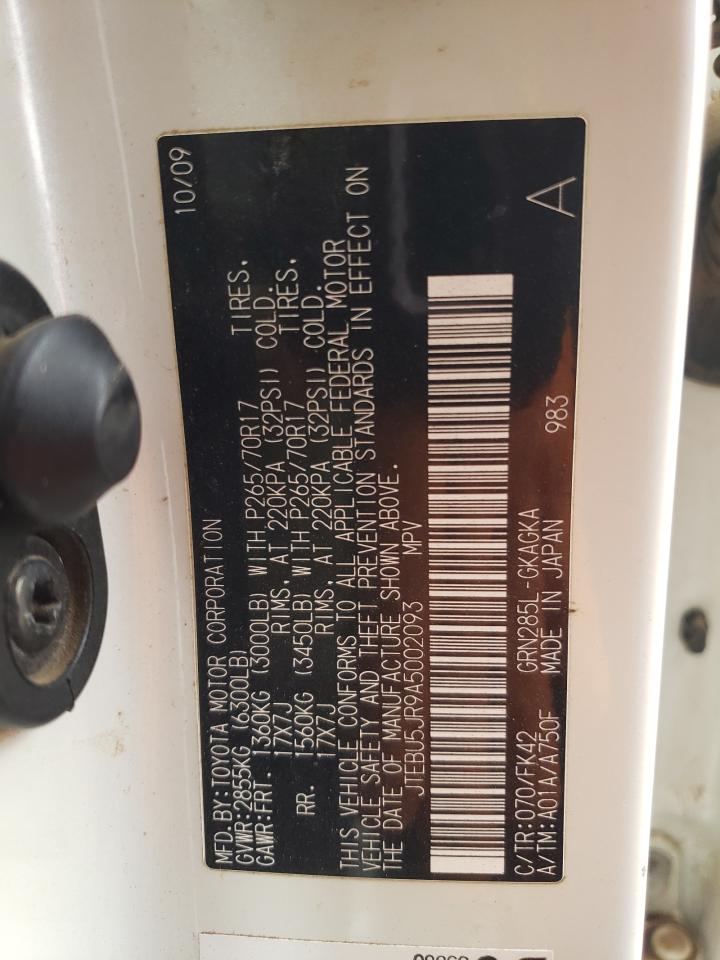 MFD.BY:TOYOTA MOTOR CORPORATION 10/09
GVWR:2855KG (6300LB)
GAWR:FRT. 1360KG (3000LB) WITH P265/70R17 TIRES.
17X7J RIMS, AT 220KPA (32PSI) COLD.
RR. 1560KG (3450LB) WITH P265/70R17 TIRES.
17X7J RIMS, AT 220KPA (32PSI) COLD.
THIS VEHICLE CONFORMS TO ALL APPLICABLE FEDERAL MOTOR
VEHICLE SAFETY AND THEFT PREVENTION STANDARDS IN EFFECT ON
THE DATE OF MANUFACTURE SHOWN ABOVE.
JTEBU5JR9A5002093 MPV
C/TR:070/FK42 GRN285L-GKAGKA 983 A
A/TM:A01A/A750F MADE IN JAPAN